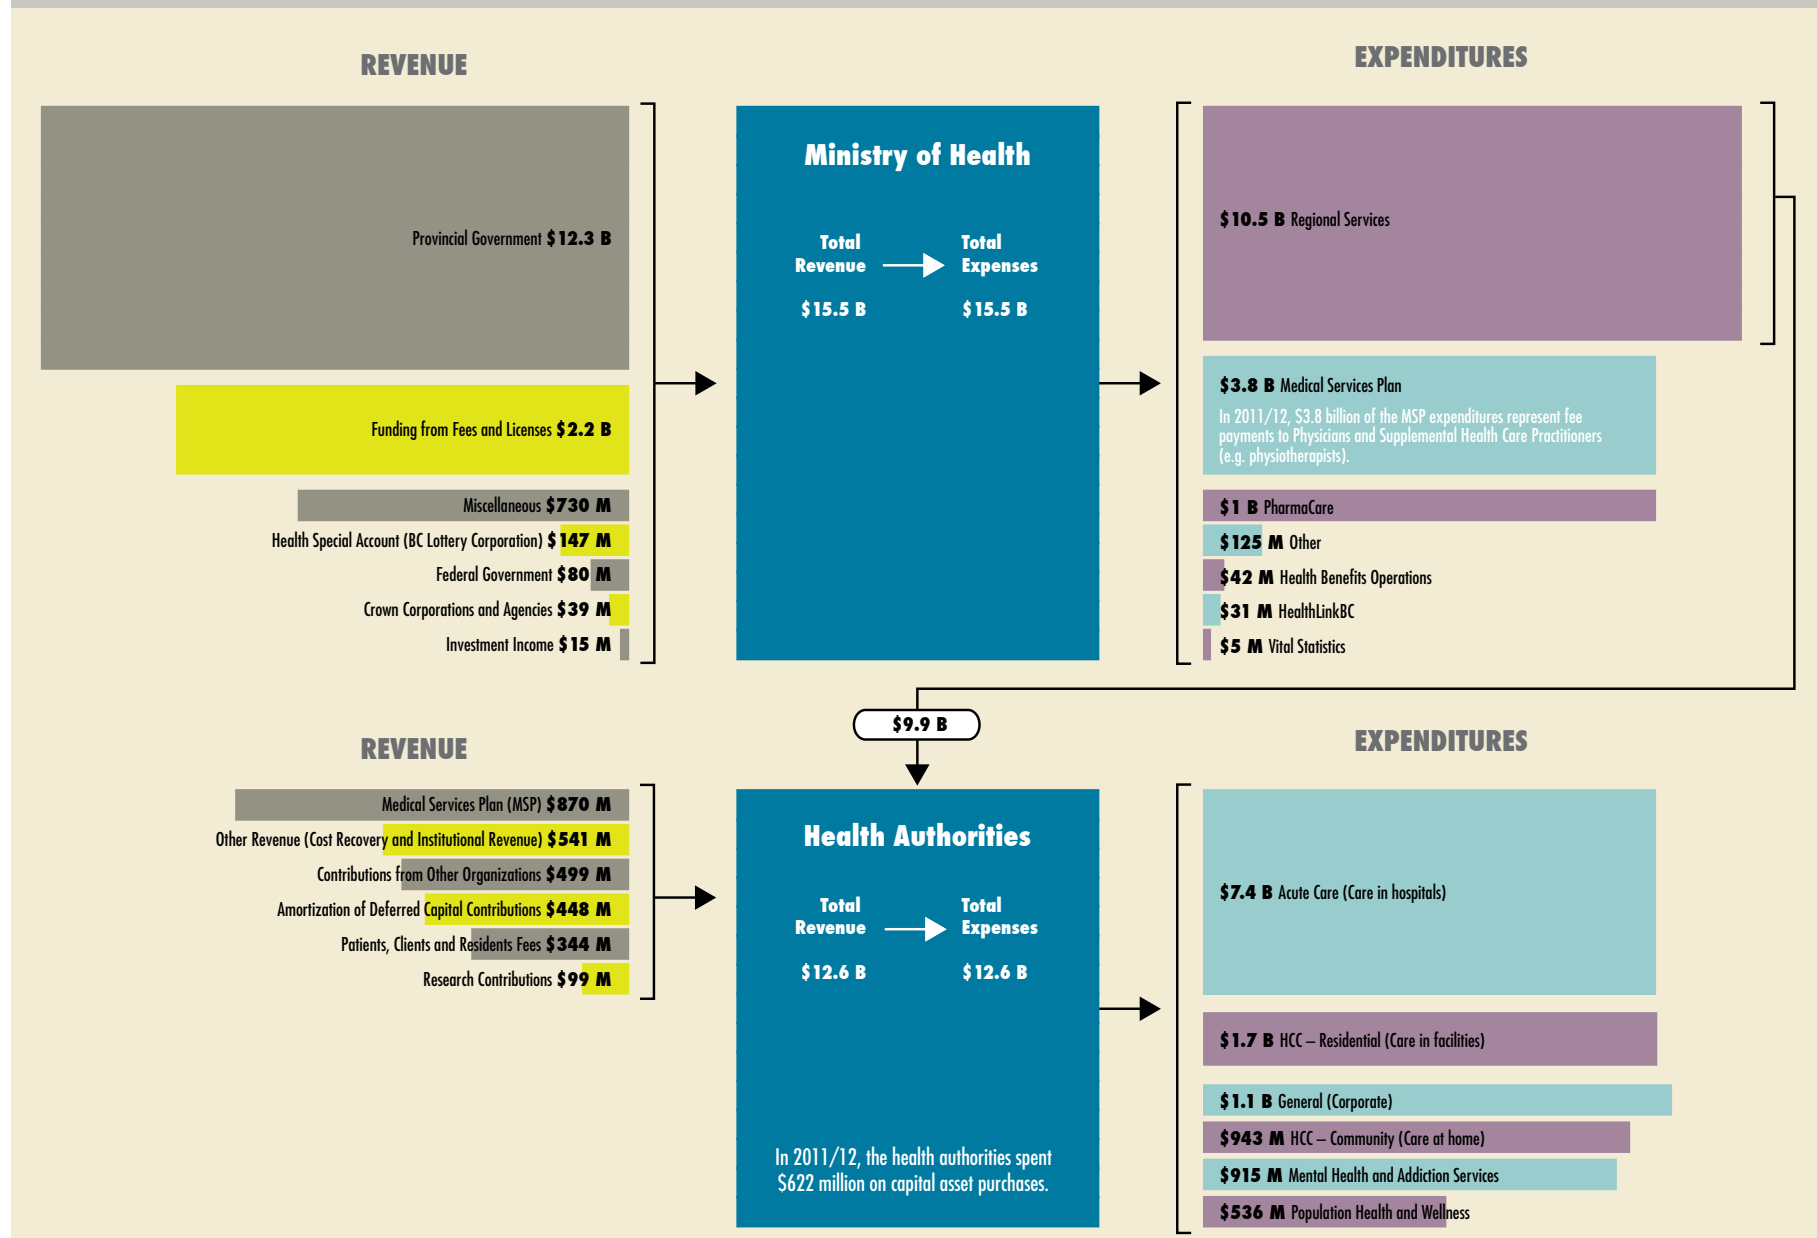 REVENUE
EXPENDITURES
Provincial Government $12.3 B
Funding from Fees and Licenses $2.2 B
Miscellaneous $730 M
Health Special Account (BC Lottery Corporation) $147 M
Federal Government $80 M
Crown Corporations and Agencies $39 M
Investment Income $15 M
Ministry of Health
Total Revenue
$15.5 B
Total Expenses
$15.5 B
$10.5 B Regional Services
$3.8 B Medical Services Plan
In 2011/12, $3.8 billion of the MSP expenditures represent fee
payments to Physicians and Supplemental Health Care Practitioners
(e.g. physiotherapists).
$1 B PharmaCare
$125 M Other
$42 M Health Benefits Operations
$31 M HealthLinkBC
$5 M Vital Statistics
$9.9 B
REVENUE
EXPENDITURES
Medical Services Plan (MSP) $870 M
Other Revenue (Cost Recovery and Institutional Revenue) $541 M
Contributions from Other Organizations $499 M
Amortization of Deferred Capital Contributions $448 M
Patients, Clients and Residents Fees $344 M
Research Contributions $99 M
Health Authorities
Total Revenue
$12.6 B
Total Expenses
$12.6 B
In 2011/12, the health authorities spent
$622 million on capital asset purchases.
$7.4 B Acute Care (Care in hospitals)
$1.7 B HCC – Residential (Care in facilities)
$1.1 B General (Corporate)
$943 M HCC – Community (Care at home)
$915 M Mental Health and Addiction Services
$536 M Population Health and Wellness